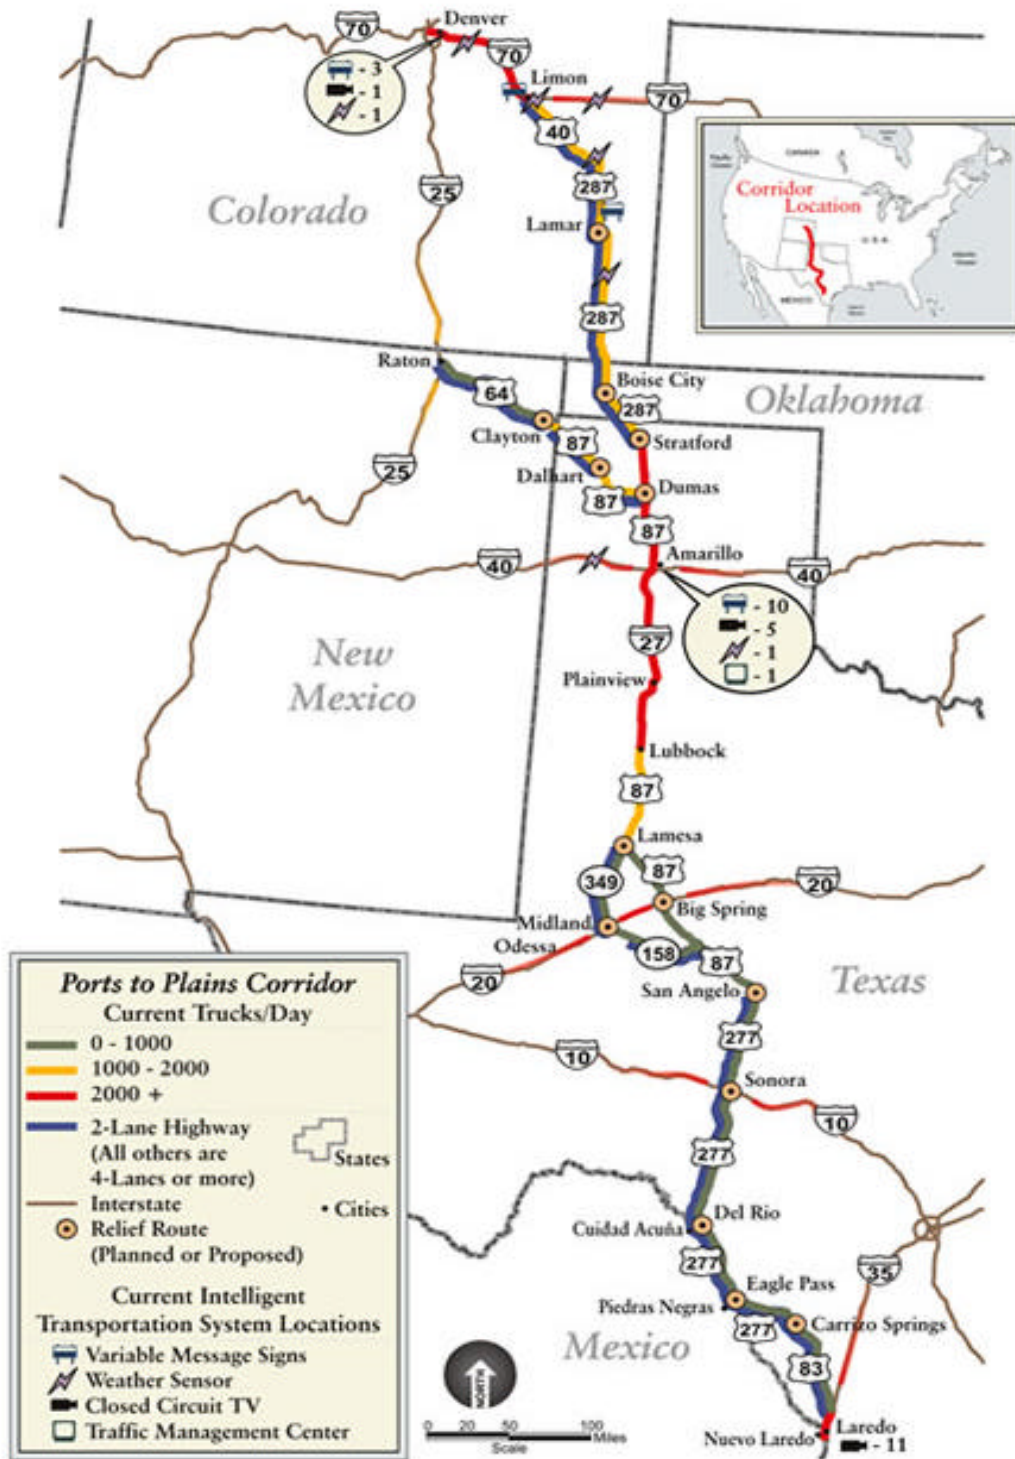 Denver
70
70
- 3
- 1
- 1
Limon
70
40
25
Colorado
287
Lamar
287
Corridor
Location
CANADA
U.S.A.
MEXICO
Pacific
Ocean
Atlantic
Ocean
Raton
64
Boise City
Oklahoma
287
Clayton
87
Stratford
25
Dalhart
87
Dumas
87
Amarillo
40
40
- 10
- 5
- 1
- 1
27
New
Mexico
Plainview
Lubbock
87
Lamesa
349
87
20
Midland
Big Spring
Odessa
158
87
20
San Angelo
Texas
277
10
Sonora
10
277
Del Rio
Cuidad Acuña
277
35
Eagle Pass
Piedras Negras
277
Carrizo Springs
Mexico
83
Laredo
Nuevo Laredo
- 11
Ports to Plains Corridor
Current Trucks/Day
0 - 1000
1000 - 2000
2000 +
2-Lane Highway
(All others are
4-Lanes or more)
States
Interstate
Cities
Relief Route
(Planned or Proposed)
Current Intelligent
Transportation System Locations
Variable Message Signs
Weather Sensor
Closed Circuit TV
Traffic Management Center
NORTH
0 20 50 100
Miles
Scale